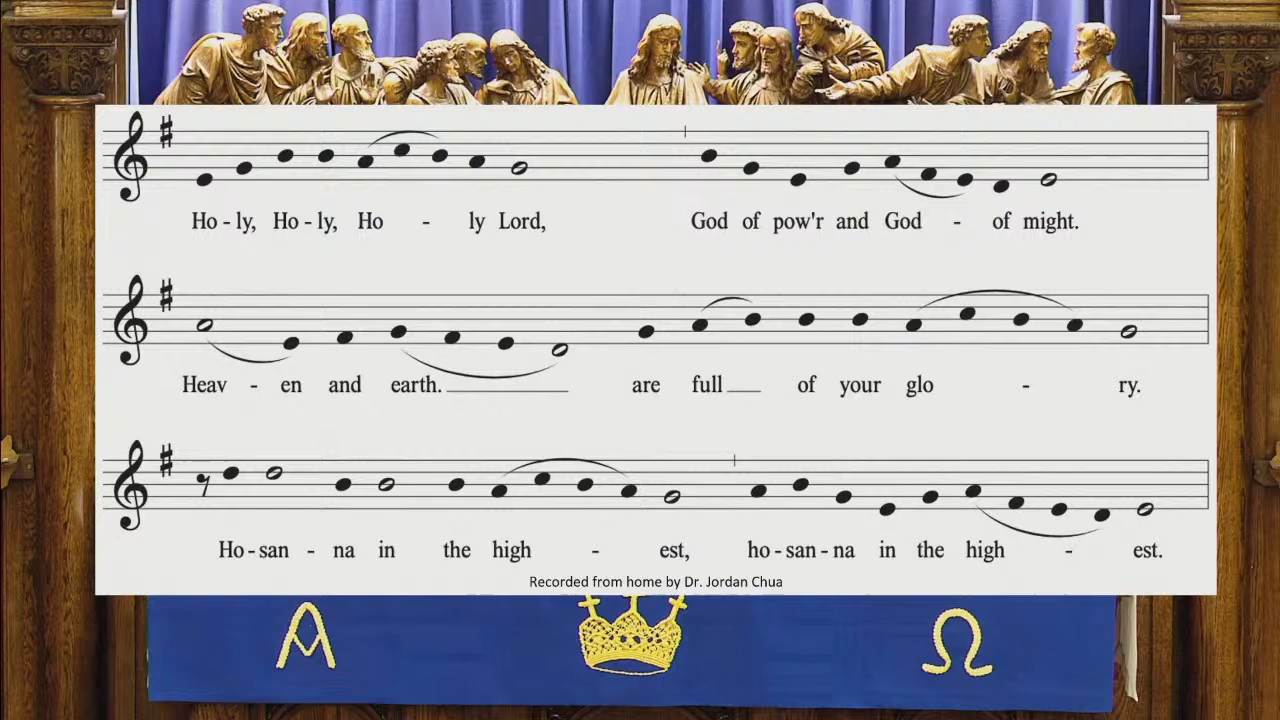 Ho - ly, Ho - ly, Ho - ly Lord, God of pow'r and God - of might.
Heav - en and earth. are full of your glo - ry.
Ho - san - na in the high - est, ho - san - na in the high - est.
Recorded from home by Dr. Jordan Chua
Α Ω